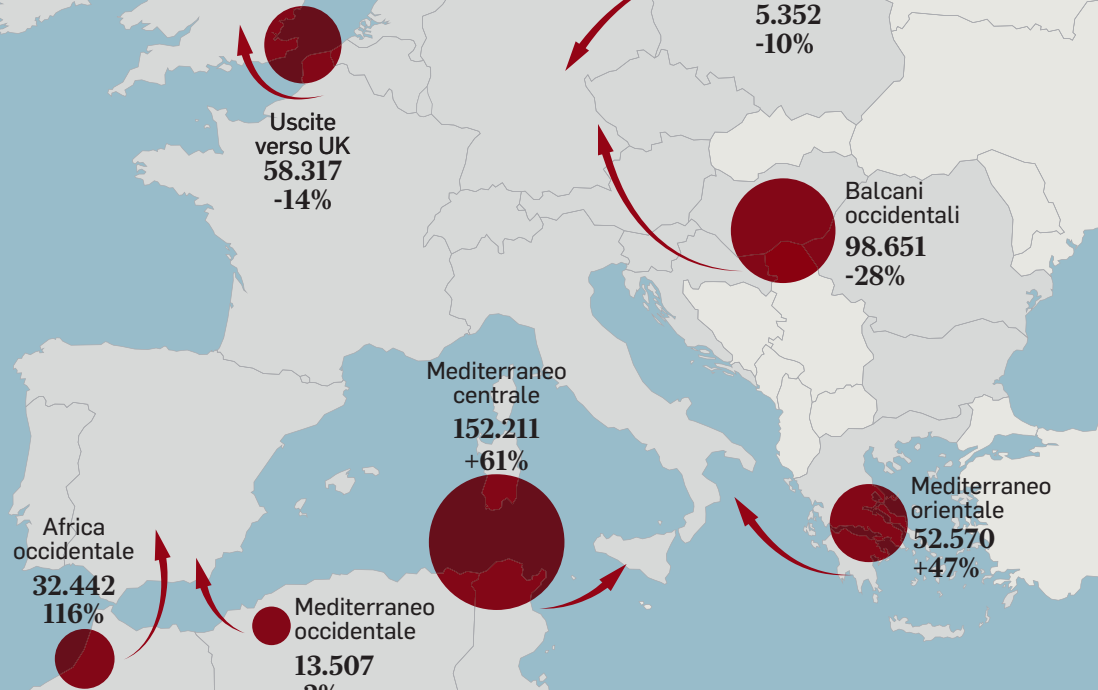 5.352
-10%
Uscite
verso UK
58.317
-14%
Balcani
occidentali
98.651
-28%
Mediterraneo
centrale
152.211
+61%
Mediterraneo
orientale
52.570
+47%
Africa
occidentale
32.442
116%
Mediterraneo
occidentale
13.507